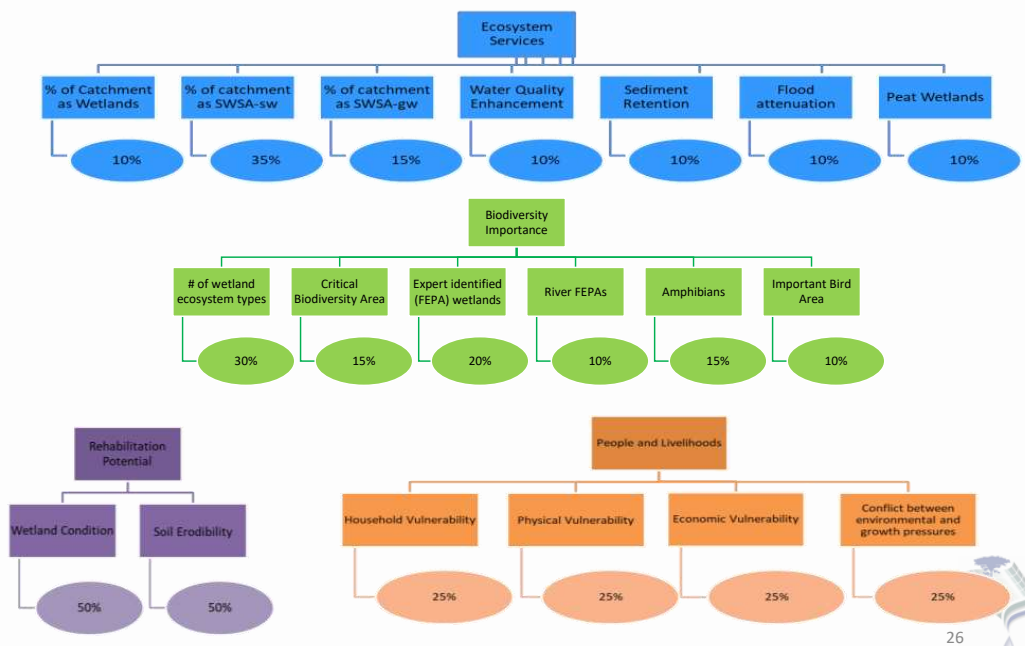 Ecosystem
Services
% of Catchment
as Wetlands
% of catchment
as SWSA-sw
% of catchment
as SWSA-gw
Water Quality
Enhancement
Sediment
Retention
Flood
attenuation
Peat Wetlands
10%
35%
15%
10%
10%
10%
10%
Biodiversity
Importance
# of wetland
ecosystem types
Critical
Biodiversity Area
Expert identified
(FEPA) wetlands
River FEPAs
Amphibians
Important Bird
Area
30%
15%
20%
10%
15%
10%
Rehabilitation
Potential
Wetland Condition
Soil Erodibility
50%
50%
People and Livelihoods
Household Vulnerability
Physical Vulnerability
Economic Vulnerability
Conflict between
environmental and
growth pressures
25%
25%
25%
25%
26